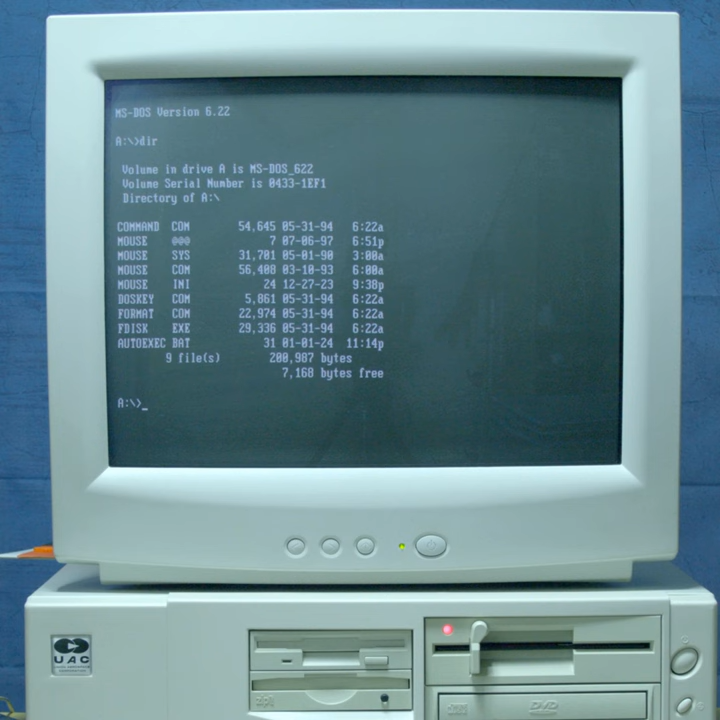 MS-DOS Version 6.22
A:\>dir
Volume in drive A is MS-DOS_622
Volume Serial Number is 0433-1EF1
Directory of A:\
COMMAND COM 54,645 05-31-94 6:22a
MOUSE @@@ 7 07-06-97 6:51p
MOUSE SYS 31,701 05-01-90 3:00a
MOUSE COM 56,408 03-10-93 6:00a
MOUSE INI 24 12-27-23 9:38p
DOSKEY COM 5,861 05-31-94 6:22a
FORMAT COM 22,974 05-31-94 6:22a
FDISK EXE 29,336 05-31-94 6:22a
AUTOEXEC BAT 31 01-01-24 11:14p
9 file(s) 200,987 bytes
7,168 bytes free
A:\>_
UAC
zip
DVD